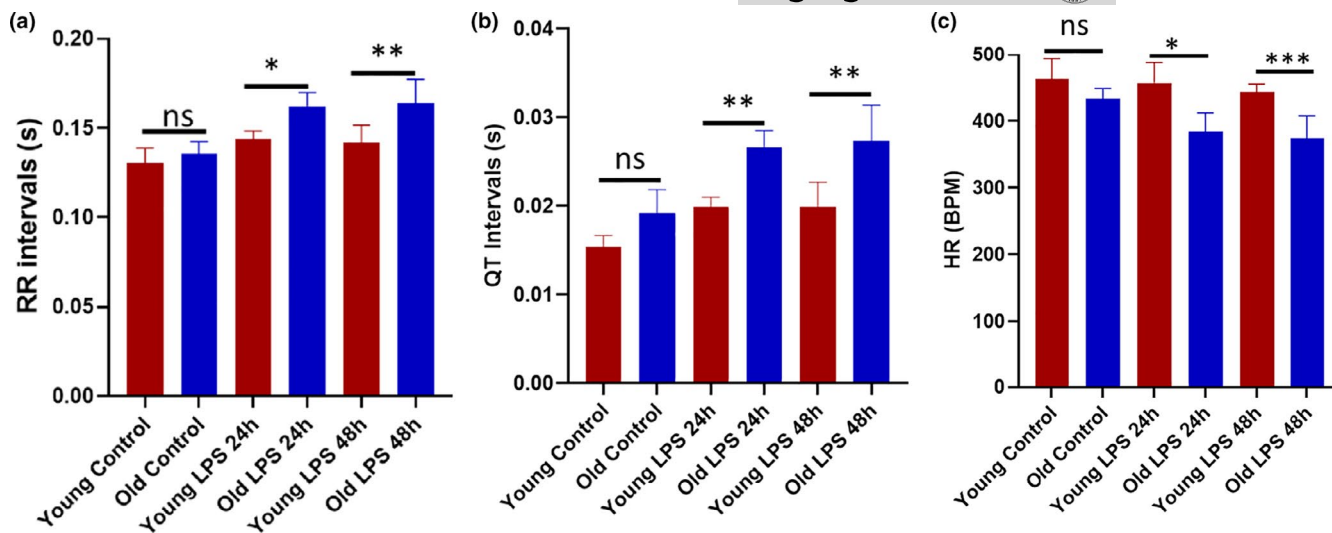 (a)
RR intervals (s)
0.20
0.15
0.10
0.05
0.00
ns
*
**
Young Control
Old Control
Young LPS 24h
Old LPS 24h
Young LPS 48h
Old LPS 48h
(b)
QT Intervals (s)
0.04
0.03
0.02
0.01
0.00
ns
**
**
Young Control
Old Control
Young LPS 24h
Old LPS 24h
Young LPS 48h
Old LPS 48h
(c)
HR (BPM)
500
400
300
200
100
0
ns
*
***
Young Control
Old Control
Young LPS 24h
Old LPS 24h
Young LPS 48h
Old LPS 48h